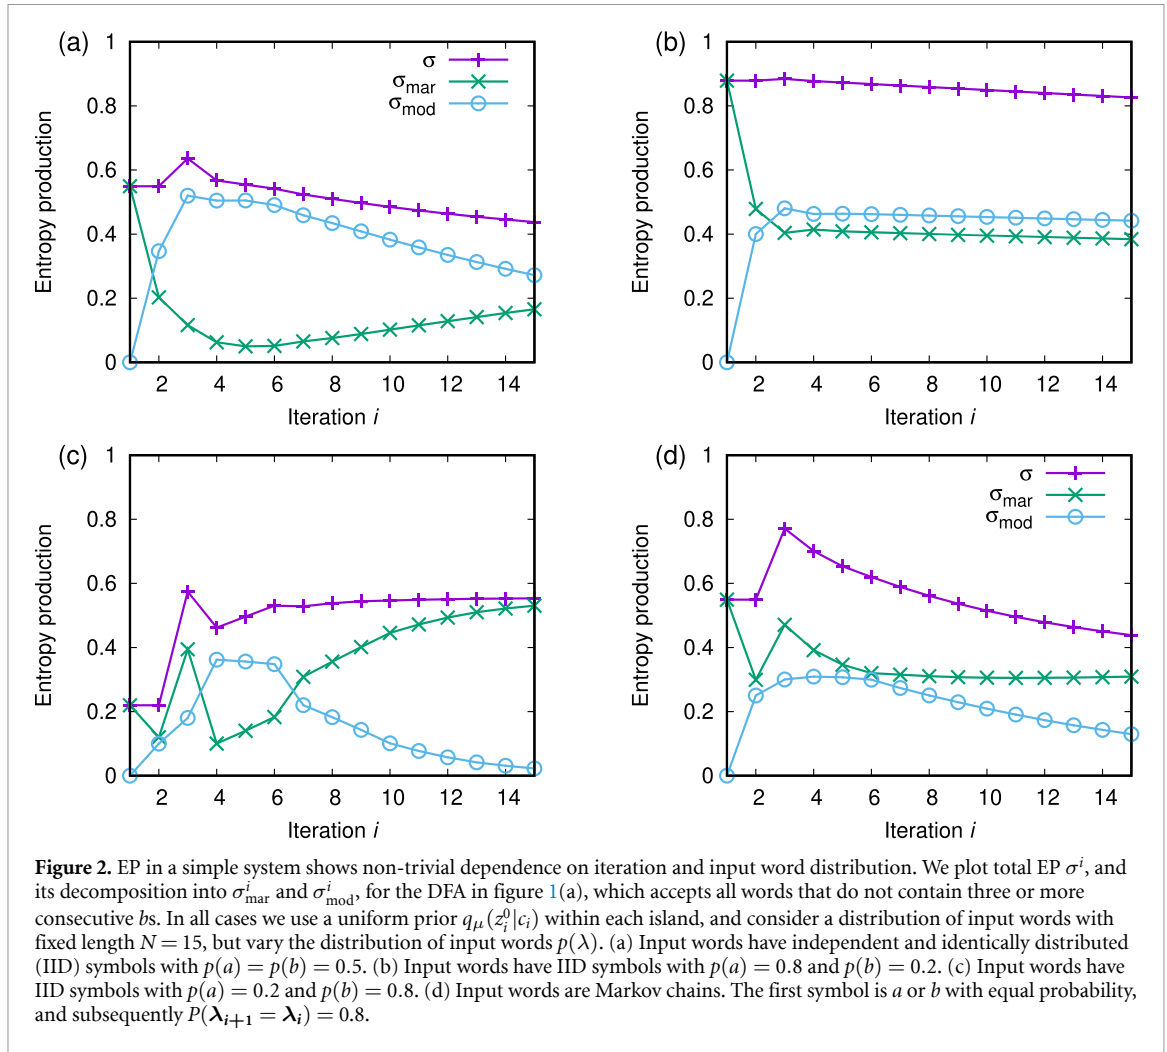 (a)
1
0.8
0.6
0.4
0.2
0
Entropy production
σ
σmar
σmod
2 4 6 8 10 12 14
Iteration i
(b)
1
0.8
0.6
0.4
0.2
0
Entropy production
2 4 6 8 10 12 14
Iteration i
(c)
1
0.8
0.6
0.4
0.2
0
Entropy production
2 4 6 8 10 12 14
Iteration i
(d)
1
0.8
0.6
0.4
0.2
0
Entropy production
σ
σmar
σmod
2 4 6 8 10 12 14
Iteration i
Figure 2. EP in a simple system shows non-trivial dependence on iteration and input word distribution. We plot total EP σ^i, and
its decomposition into σ^i_mar and σ^i_mod, for the DFA in figure 1(a), which accepts all words that do not contain three or more
consecutive bs. In all cases we use a uniform prior q_μ(z_i^0|c_i) within each island, and consider a distribution of input words with
fixed length N = 15, but vary the distribution of input words p(λ). (a) Input words have independent and identically distributed
(IID) symbols with p(a) = p(b) = 0.5. (b) Input words have IID symbols with p(a) = 0.8 and p(b) = 0.2. (c) Input words have
IID symbols with p(a) = 0.2 and p(b) = 0.8. (d) Input words are Markov chains. The first symbol is a or b with equal probability,
and subsequently P(λ_{i+1} = λ_i) = 0.8.